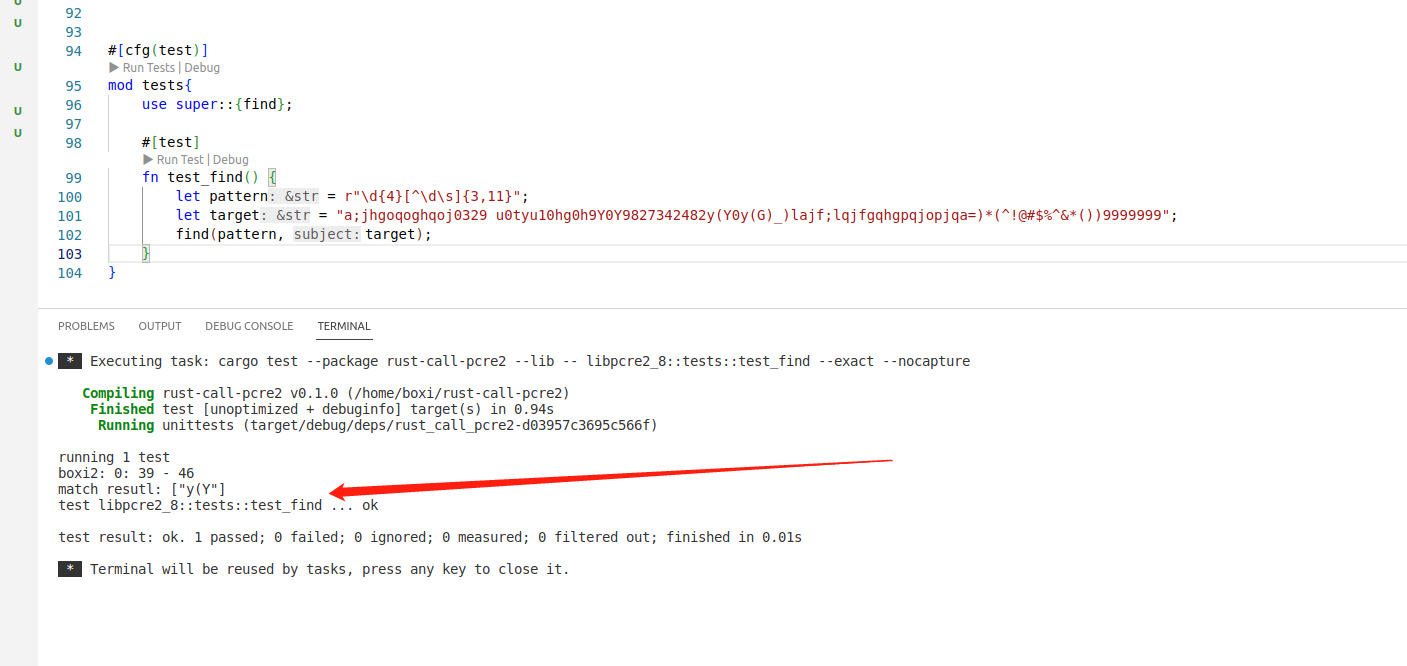 U
92
U
93
94 #[cfg(test)]
U
Run Tests | Debug
95 mod tests{
96 use super::{find};
U
97
U
98 #[test]
Run Test | Debug
99 fn test_find() {
100 let pattern: &str = r"\d{4}[^\d\s]{3,11}";
101 let target: &str = "a;jhgoqoghqoj0329 u0tyu10hg0h9Y0Y9827342482y(Y0y(G)_)lajf;lqjfgqhgpqjopjqa=)*(^!@#$%^&*())9999999";
102 find(pattern, subject: target);
103 }
104 }
PROBLEMS OUTPUT DEBUG CONSOLE TERMINAL
* Executing task: cargo test --package rust-call-pcre2 --lib -- libpcre2_8::tests::test_find --exact --nocapture
Compiling rust-call-pcre2 v0.1.0 (/home/boxi/rust-call-pcre2)
Finished test [unoptimized + debuginfo] target(s) in 0.94s
Running unittests (target/debug/deps/rust_call_pcre2-d03957c3695c566f)
running 1 test
boxi2: 0: 39 - 46
match resutl: ["y(Y"]
test libpcre2_8::tests::test_find ... ok
test result: ok. 1 passed; 0 failed; 0 ignored; 0 measured; 0 filtered out; finished in 0.01s
* Terminal will be reused by tasks, press any key to close it.